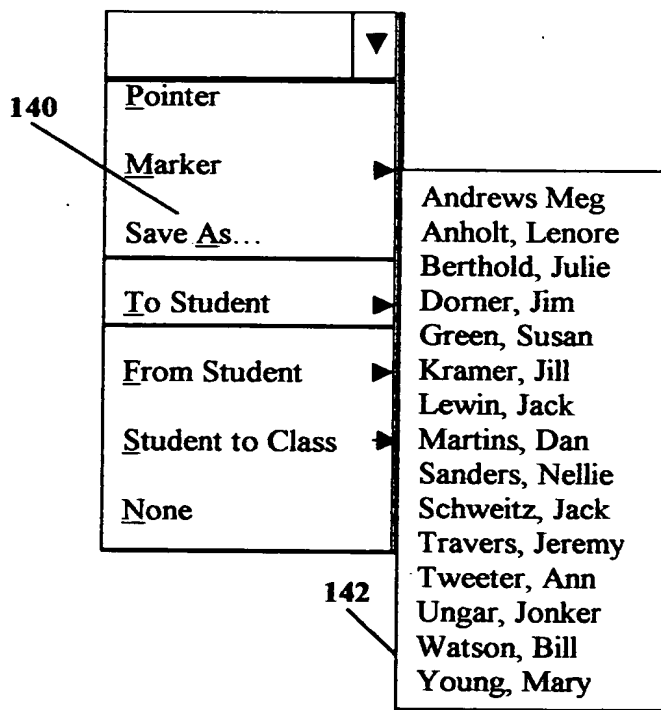 140
Pointer
Marker
Save As...
To Student
From Student
Student to Class
None
142
Andrews Meg
Anholt, Lenore
Berthold, Julie
Dorner, Jim
Green, Susan
Kramer, Jill
Lewin, Jack
Martins, Dan
Sanders, Nellie
Schweitz, Jack
Travers, Jeremy
Tweeter, Ann
Ungar, Jonker
Watson, Bill
Young, Mary